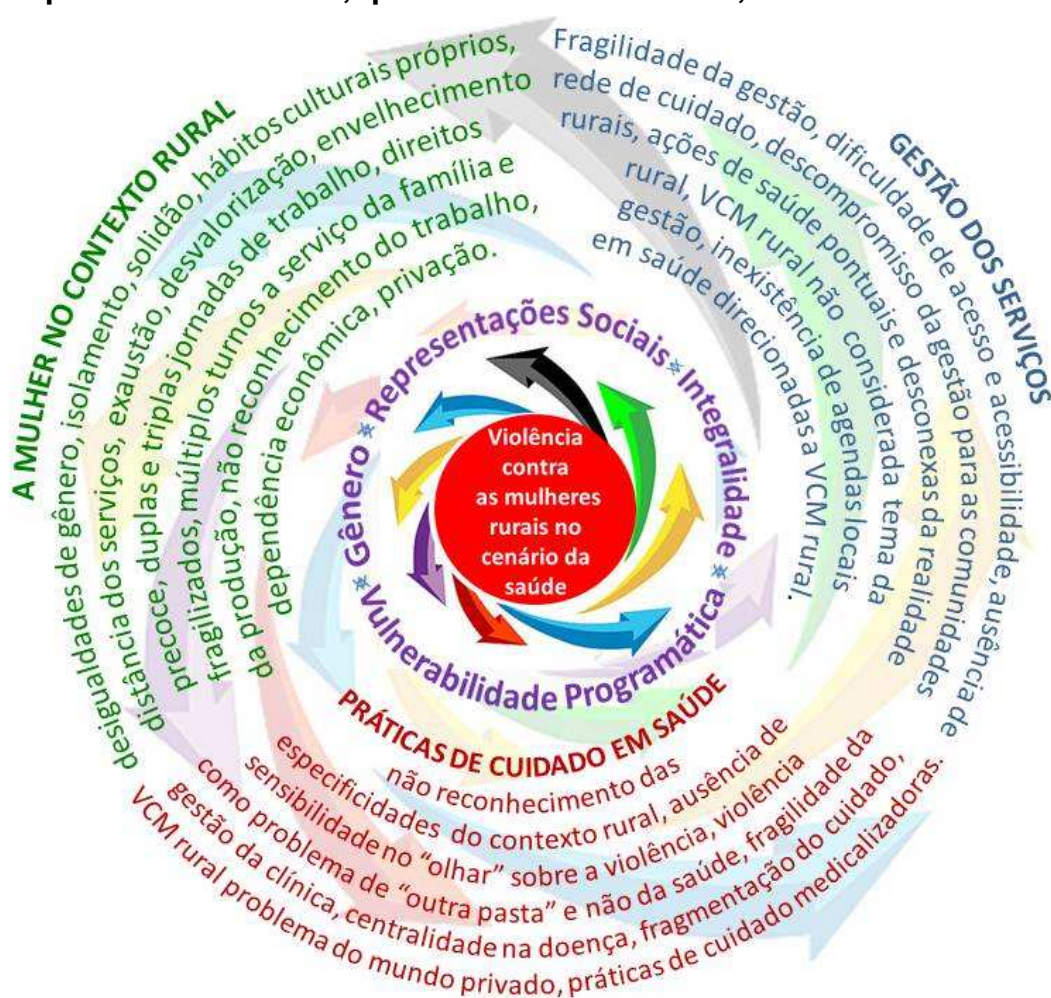 A MULHER NO CONTEXTO RURAL
desigualdades de gênero, isolamento, solidão, hábitos culturais próprios,
distância dos serviços, exaustão, desvalorização, envelhecimento
precoce, duplas e triplas jornadas de trabalho, direitos
fragilizados, múltiplos turnos a serviço da família e
da produção, não reconhecimento do trabalho,
dependência econômica, privação.
GESTÃO DOS SERVIÇOS
Fragilidade da gestão, dificuldade de acesso e acessibilidade, ausência de
rede de cuidado, descompromisso da gestão para as comunidades
rurais, ações de saúde pontuais e desconexas da realidade
rural, VCM rural não considerada tema da
gestão, inexistência de agendas locais
em saúde direcionadas a VCM rural.
Gênero * Representações Sociais * Integralidade * Vulnerabilidade Programática *
Violência
contra
as mulheres
rurais no
cenário da
saúde
PRÁTICAS DE CUIDADO EM SAÚDE
não reconhecimento das
especificidades do contexto rural, ausência de
sensibilidade no "olhar" sobre a violência, violência
como problema de "outra pasta" e não da saúde, fragilidade da
gestão da clínica, centralidade na doença, fragmentação do cuidado,
VCM rural problema do mundo privado, práticas de cuidado medicalizadoras.